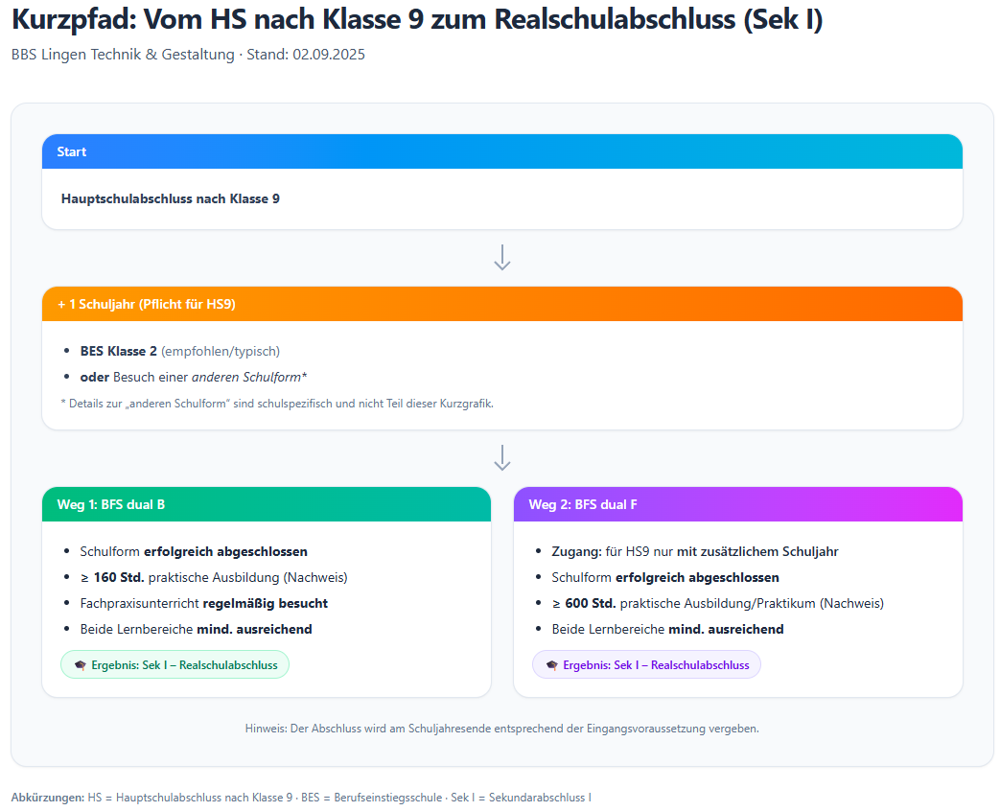 Kurzpfad: Vom HS nach Klasse 9 zum Realschulabschluss (Sek I)
BBS Lingen Technik & Gestaltung · Stand: 02.09.2025
Start
Hauptschulabschluss nach Klasse 9
+ 1 Schuljahr (Pflicht für HS9)
• BES Klasse 2 (empfohlen/typisch)
• oder Besuch einer anderen Schulform*
* Details zur „anderen Schulform“ sind schulspezifisch und nicht Teil dieser Kurzgrafik.
Weg 1: BFS dual B
• Schulform erfolgreich abgeschlossen
• ≥ 160 Std. praktische Ausbildung (Nachweis)
• Fachpraxisunterricht regelmäßig besucht
• Beide Lernbereiche mind. ausreichend
🎓 Ergebnis: Sek I – Realschulabschluss
Weg 2: BFS dual F
• Zugang: für HS9 nur mit zusätzlichem Schuljahr
• Schulform erfolgreich abgeschlossen
• ≥ 600 Std. praktische Ausbildung/Praktikum (Nachweis)
• Beide Lernbereiche mind. ausreichend
🎓 Ergebnis: Sek I – Realschulabschluss
Hinweis: Der Abschluss wird am Schuljahresende entsprechend der Eingangsvoraussetzung vergeben.
Abkürzungen: HS = Hauptschulabschluss nach Klasse 9 · BES = Berufseinstiegsschule · Sek I = Sekundarabschluss I